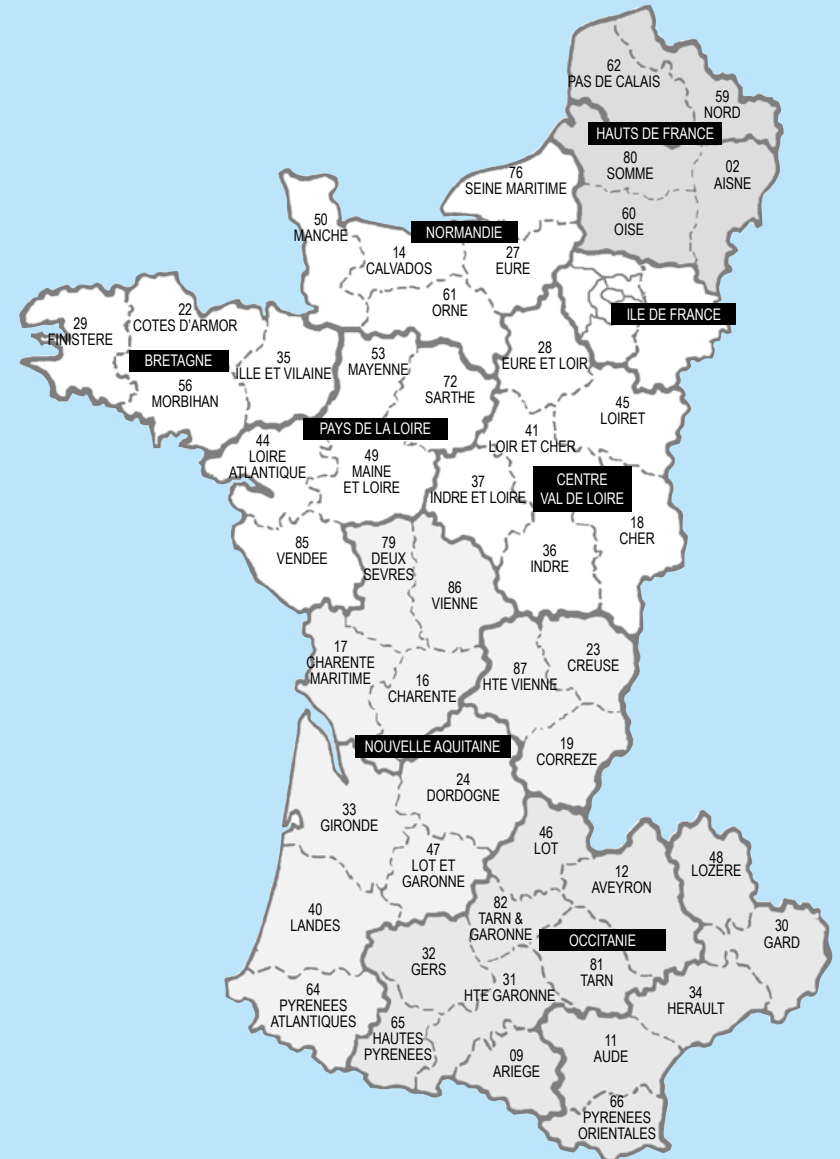 62
PAS DE CALAIS
59
NORD
HAUTS DE FRANCE
80
SOMME
02
AISNE
60
OISE
76
SEINE MARITIME
50
MANCHE
NORMANDIE
14
CALVADOS
27
EURE
61
ORNE
ILE DE FRANCE
29
FINISTERE
22
COTES D'ARMOR
BRETAGNE
35
ILLE ET VILAINE
56
MORBIHAN
53
MAYENNE
72
SARTHE
PAYS DE LA LOIRE
44
LOIRE
ATLANTIQUE
49
MAINE
ET LOIRE
85
VENDEE
28
EURE ET LOIR
45
LOIRET
41
LOIR ET CHER
37
INDRE ET LOIRE
CENTRE
VAL DE LOIRE
18
CHER
36
INDRE
79
DEUX
SEVRES
86
VIENNE
17
CHARENTE
MARITIME
16
CHARENTE
87
HTE VIENNE
23
CREUSE
19
CORREZE
NOUVELLE AQUITAINE
24
DORDOGNE
33
GIRONDE
47
LOT ET
GARONNE
40
LANDES
64
PYRENEES
ATLANTIQUES
46
LOT
12
AVEYRON
48
LOZERE
82
TARN &
GARONNE
OCCITANIE
30
GARD
32
GERS
31
HTE GARONNE
81
TARN
34
HERAULT
65
HAUTES
PYRENEES
09
ARIEGE
11
AUDE
66
PYRENEES
ORIENTALES